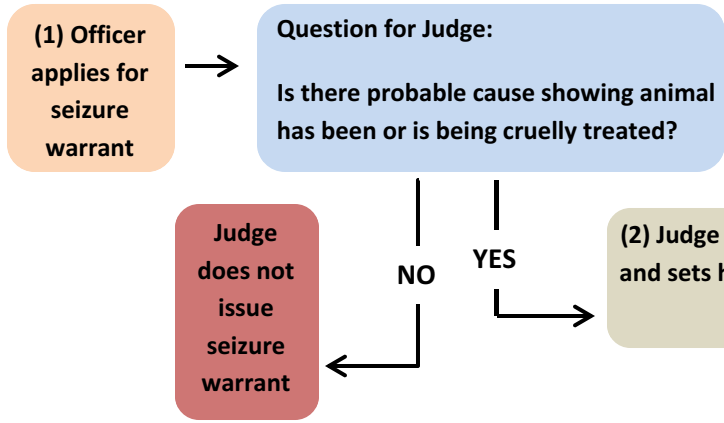 (1) Officer
applies for
seizure
warrant
Question for Judge:
Is there probable cause showing animal
has been or is being cruelly treated?
Judge
does not
issue
seizure
warrant
NO
YES
(2) Judge
and sets